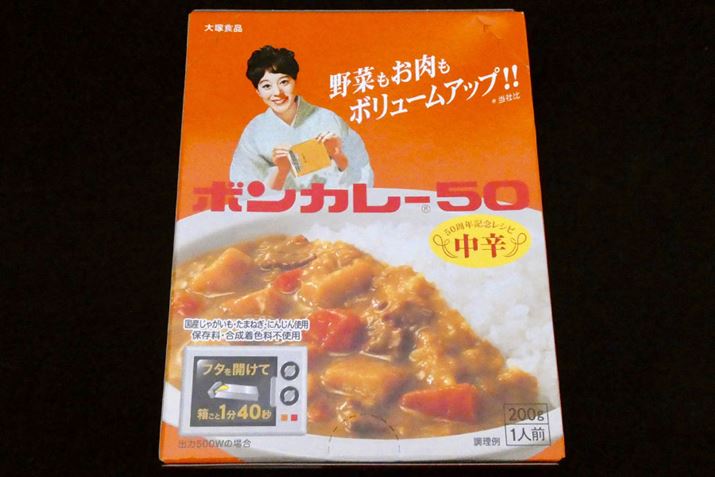 大塚食品
野菜もお肉も
ボリュームアップ!!
*当社比
ボンカレー50
®
50周年記念レシピ
中辛
国産じゃがいも・たまねぎ・にんじん使用
保存料・合成着色料不使用
フタを開けて
箱ごと1分40秒
出力500Wの場合
調理例
200g
1人前